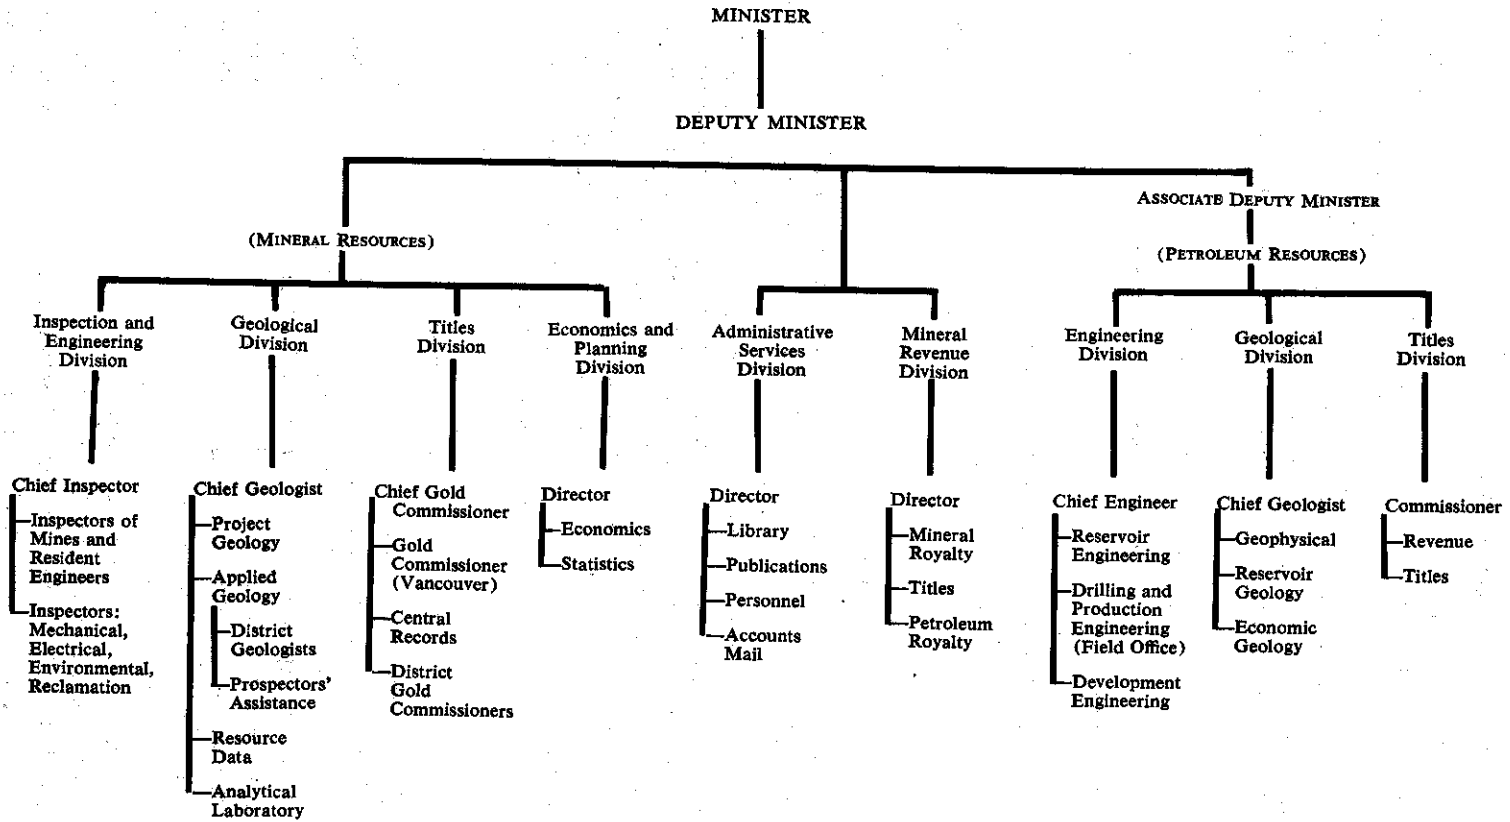 MINISTER
DEPUTY MINISTER
ASSOCIATE DEPUTY MINISTER
(MINERAL RESOURCES)
(PETROLEUM RESOURCES)
Inspection and
Engineering
Division
Geological
Division
Titles
Division
Economics and
Planning
Division
Administrative
Services
Division
Mineral
Revenue
Division
Engineering
Division
Geological
Division
Titles
Division
Chief Inspector
Inspectors of
Mines and
Resident
Engineers
Inspectors:
Mechanical,
Electrical,
Environmental,
Reclamation
Chief Geologist
Project
Geology
Applied
Geology
District
Geologists
Prospectors'
Assistance
Resource
Data
Analytical
Laboratory
Chief Gold
Commissioner
Gold
Commissioner
(Vancouver)
Central
Records
District
Gold
Commissioners
Director
Economics
Statistics
Director
Library
Publications
Personnel
Accounts
Mail
Director
Mineral
Royalty
Titles
Petroleum
Royalty
Chief Engineer
Reservoir
Engineering
Drilling and
Production
Engineering
(Field Office)
Development
Engineering
Chief Geologist
Geophysical
Reservoir
Geology
Economic
Geology
Commissioner
Revenue
Titles